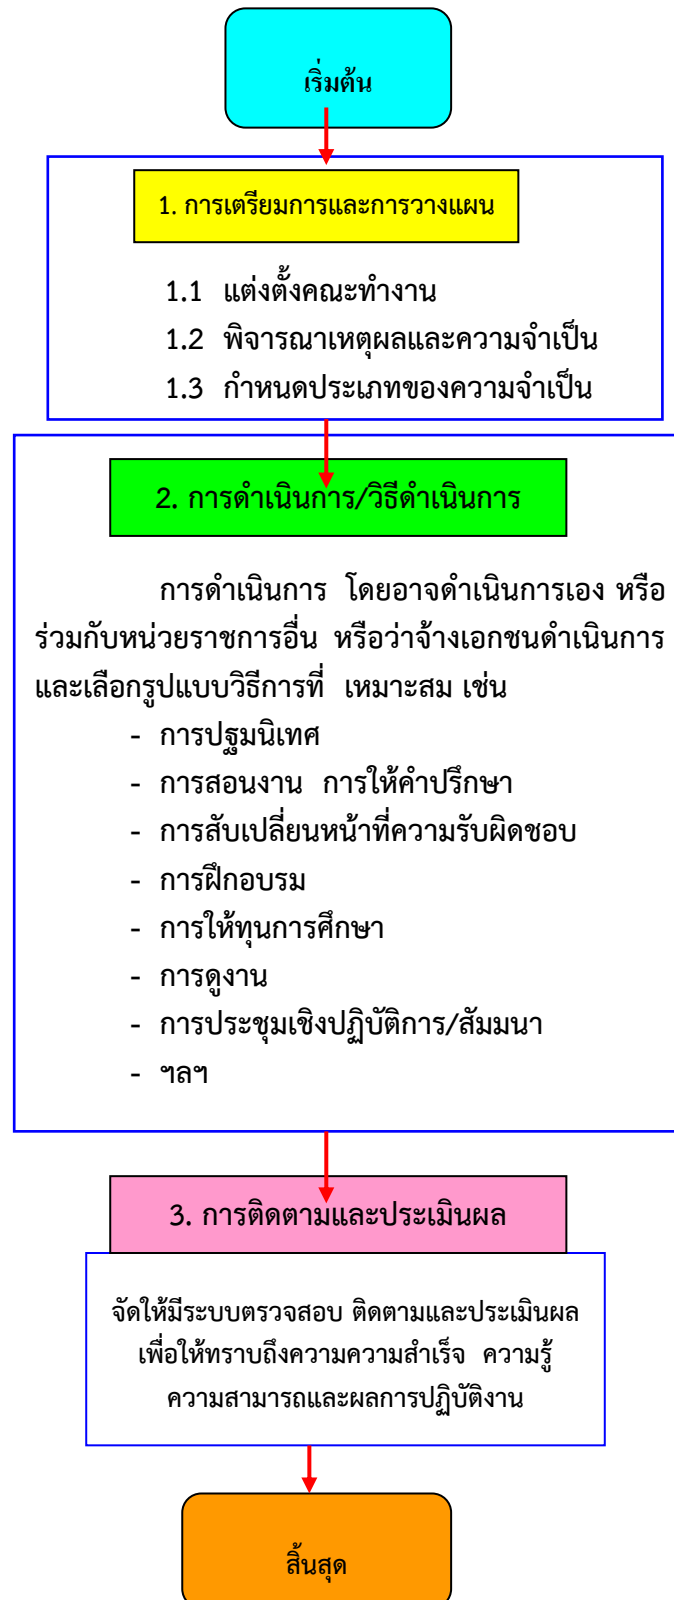 เริ่มต้น
1. การเตรียมการและการวางแผน
1.1 แต่งตั้งคณะทำงาน
1.2 พิจารณาเหตุผลและความจำเป็น
1.3 กำหนดประเภทของความจำเป็น
2. การดำเนินการ/วิธีดำเนินการ
การดำเนินการ โดยอาจดำเนินการเอง หรือ
ร่วมกับหน่วยราชการอื่น หรือว่าจ้างเอกชนดำเนินการ
และเลือกรูปแบบวิธีการที่ เหมาะสม เช่น
- การปฐมนิเทศ
- การสอนงาน การให้คำปรึกษา
- การสับเปลี่ยนหน้าที่ความรับผิดชอบ
- การฝึกอบรม
- การให้ทุนการศึกษา
- การดูงาน
- การประชุมเชิงปฏิบัติการ/สัมมนา
- ฯลฯ
3. การติดตามและประเมินผล
จัดให้มีระบบตรวจสอบ ติดตามและประเมินผล
เพื่อให้ทราบถึงความความสำเร็จ ความรู้
ความสามารถและผลการปฏิบัติงาน
สิ้นสุด